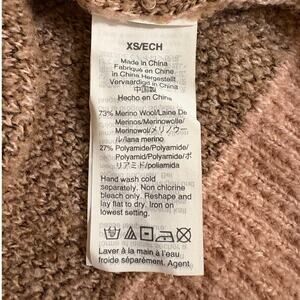 XS/ECH
Made in China
Fabriqué en Chine
in China Hergestellt
Vervaardigd in China
中国製
Hecho en China
73% Merino Wool/Laine De
Merinos/Merinowolle/
Merinowol/メリノウー
ル/lana merino
27% Polyamide/Polyamide/
Polyamid/Polyamide/ポ
リアミド/poliamida
Hand wash cold
separately. Non chlorine
bleach only. Reshape and
lay flat to dry. Iron on
lowest setting.
Laver à la main à l'eau
froide séparément. Agent